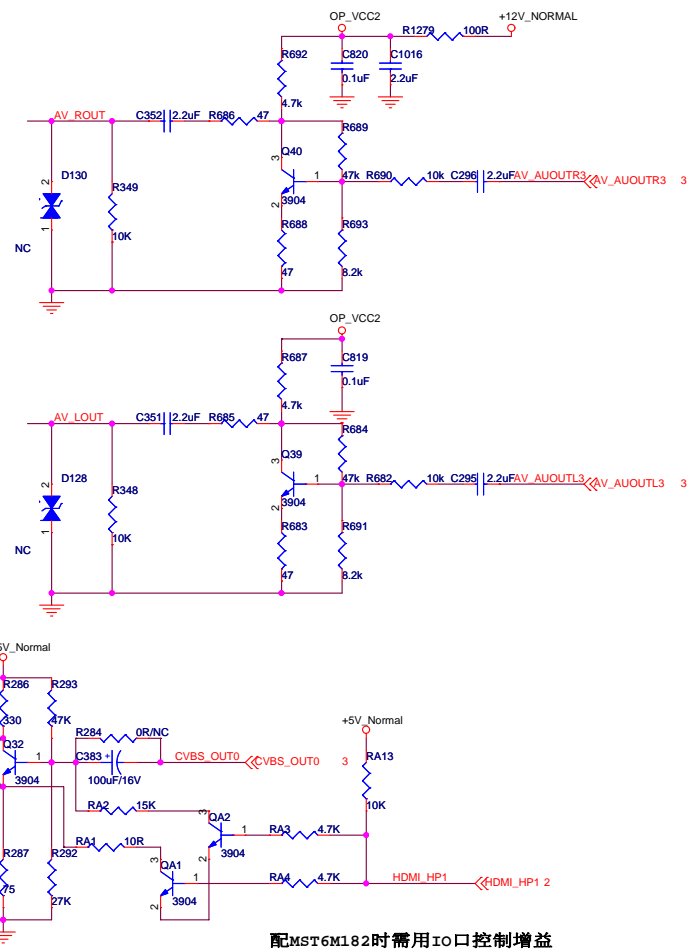 OP_VCC2
+12V_NORMAL
R1279
100R
R692
C820
C1016
0.1uF
2.2uF
4.7k
AV_ROUT
C352
2.2uF
R686
47
R689
Q40
3
D130
2
1
47k
R690
10k
C296
2.2uF
AV_AUOUTR3
AV_AUOUTR3
3
R349
2
3904
1
R688
R693
10K
NC
47
8.2k
OP_VCC2
R687
C819
0.1uF
4.7k
AV_LOUT
C351
2.2uF
R685
47
R684
Q39
3
D128
2
1
47k
R682
10k
C295
2.2uF
AV_AUOUTL3
AV_AUOUTL3
3
R348
2
3904
1
R683
R691
10K
NC
47
8.2k
5V_Normal
R286
R293
330
47K
+5V_Normal
R284
0R/NC
Q32
1
C383
+
CVBS_OUT0
CVBS_OUT0
3
RA13
3904
100uF/16V
RA2
15K
10K
3
QA2
1
RA3
4.7K
RA1
10R
3904
R287
R292
3
QA1
2
1
RA4
4.7K
HDMI_HP1
HDMI_HP1
2
75
27K
3904
2
配MST6M182时需用IO口控制增益